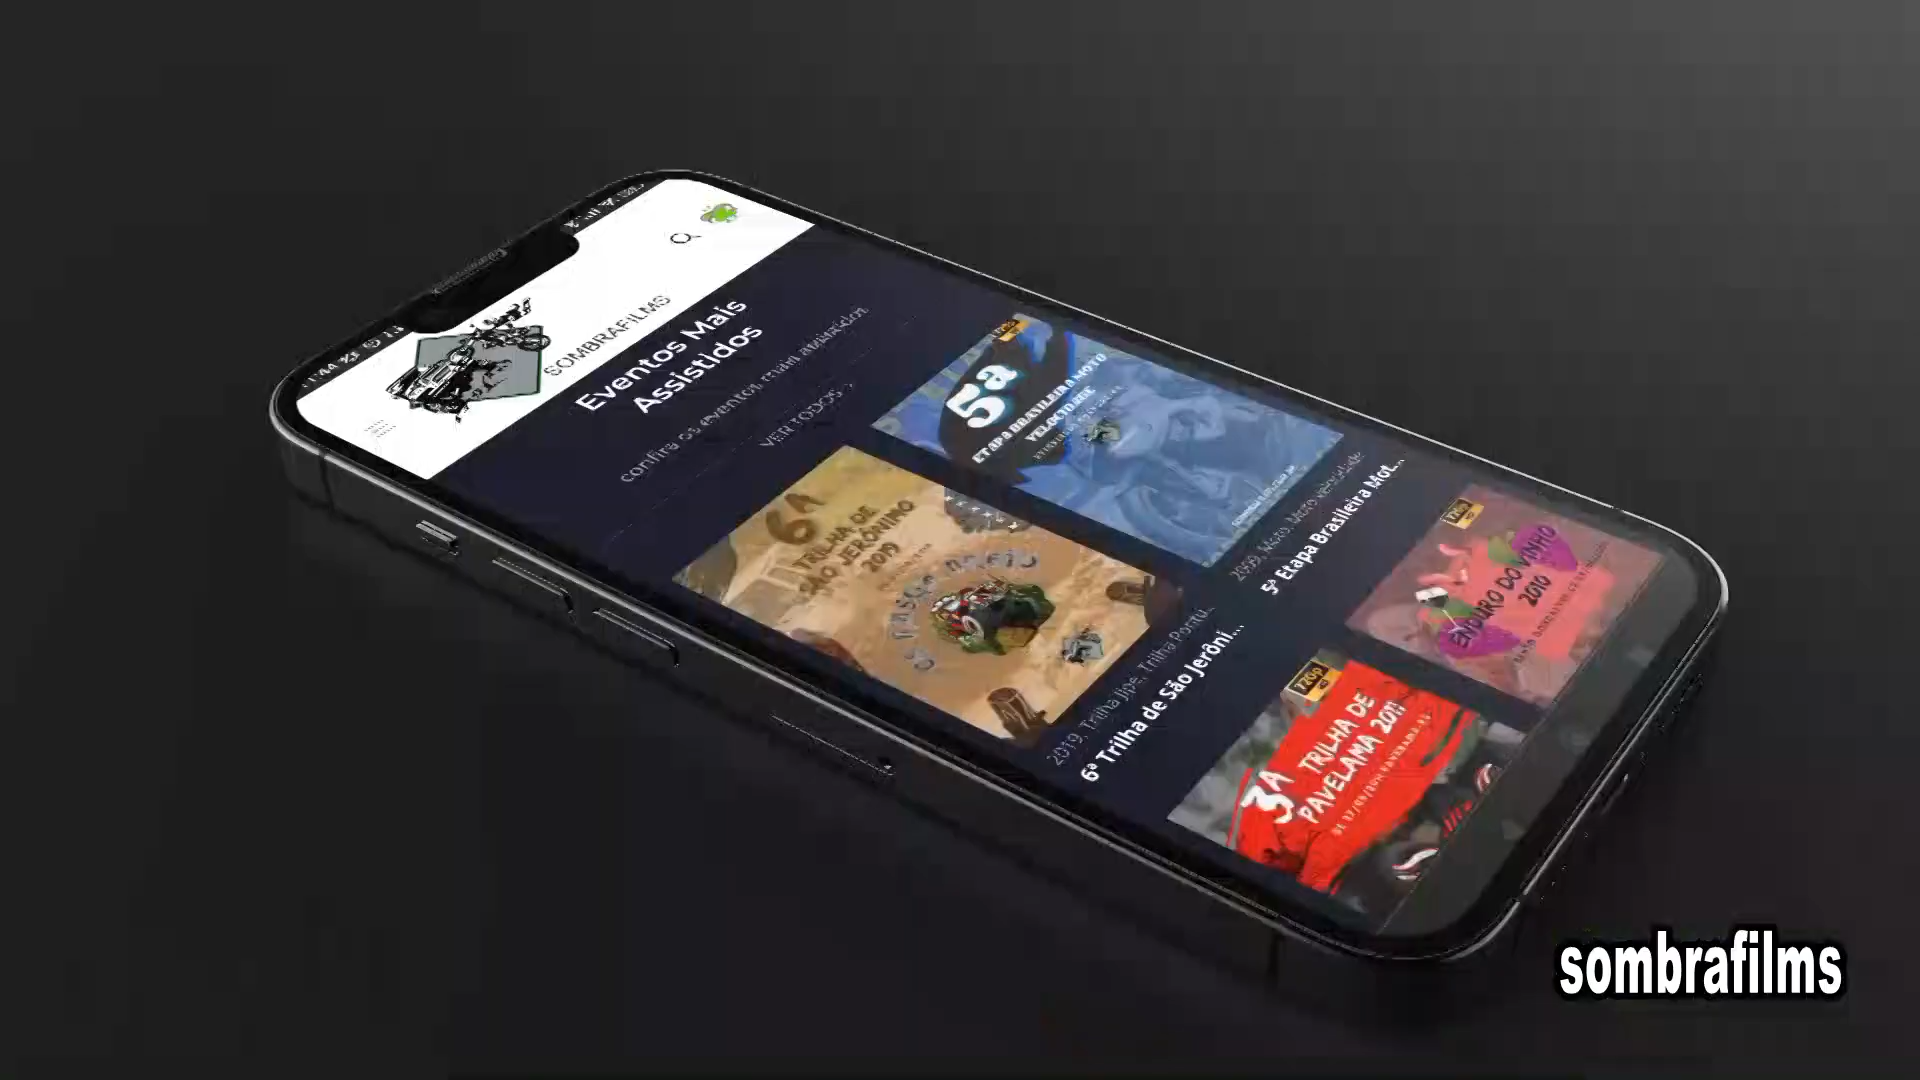 SOMBRAFILMS
Eventos Mais
Assistidos
confira os eventos mais assistidos
VER TODOS
6A
TRILHA DE
SÃO JERÔNIMO
2019
2019, Trilha Jipe, Trilha Portu...
6ª Trilha de São Jerôni...
5a
ETAPA BRASILEIRA MOTO
VELOCIDADE
2009, Moto, Moto Velocidade
5ª Etapa Brasileira Mot...
720p
3A
TRILHA DE
PAVELAMA 2011
720p
ENDURO DO VINHO
2010
sombrafilms